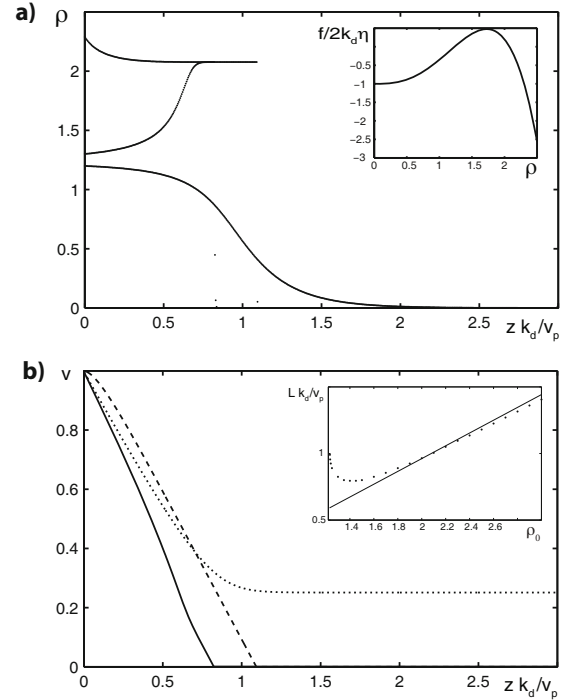 a)
ρ
2
1.5
1
0.5
0
0 0.5 1 1.5 2 2.5
z k_d/v_p
f/2k_dη
-0.5
-1
-1.5
-2
-2.5
-3
0 0.5 1 1.5 2
ρ
b)
v
0.8
0.6
0.4
0.2
0
0 0.5 1 1.5 2 2.5
z k_d/v_p
L k_d/v_p
1
0.5
1.4 1.6 1.8 2 2.2 2.4 2.6
ρ_0